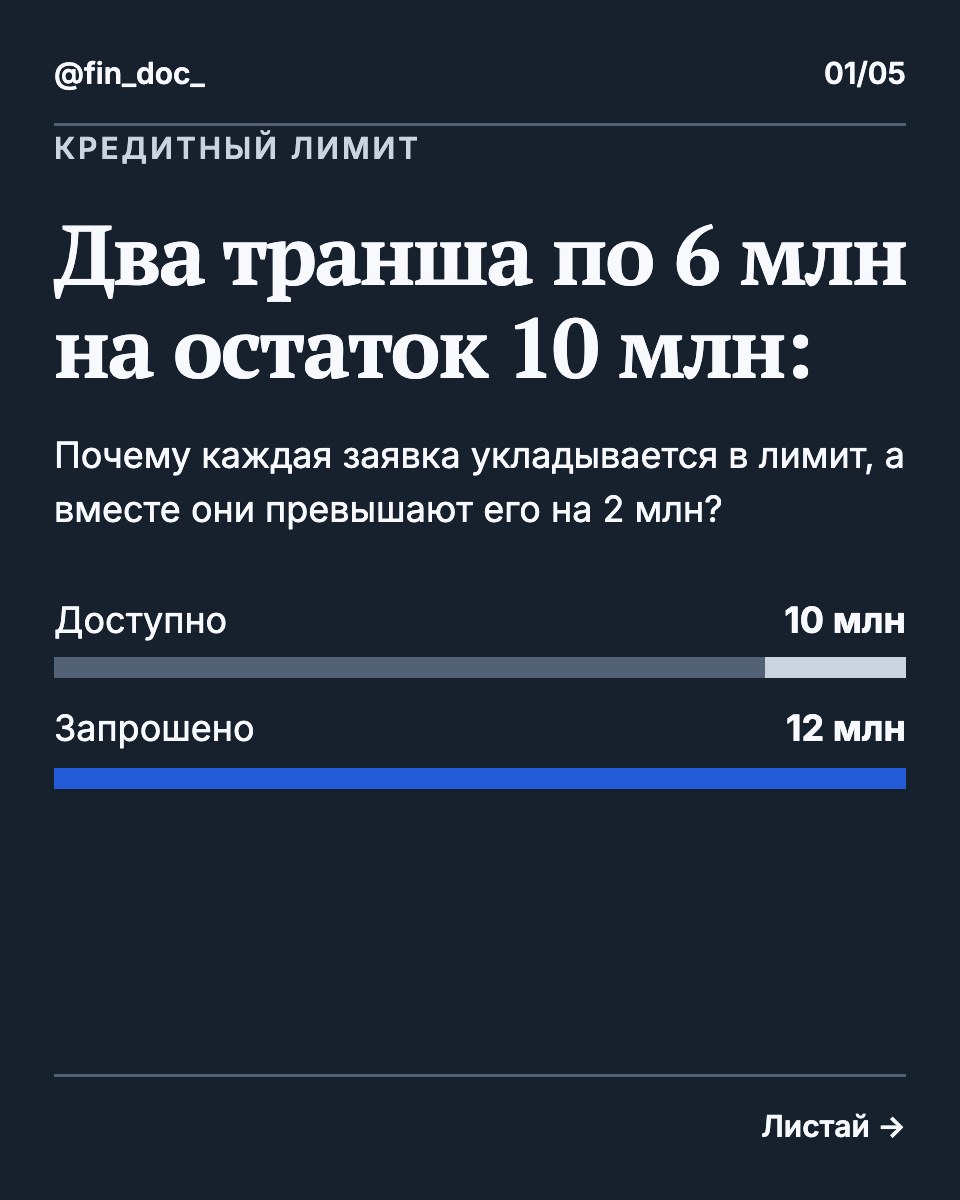 @fin_doc_
01/05
КРЕДИТНЫЙ ЛИМИТ
Два транша по 6 млн
на остаток 10 млн:
Почему каждая заявка укладывается в лимит, а
вместе они превышают его на 2 млн?
Доступно
10 млн
Запрошено
12 млн
Листай →